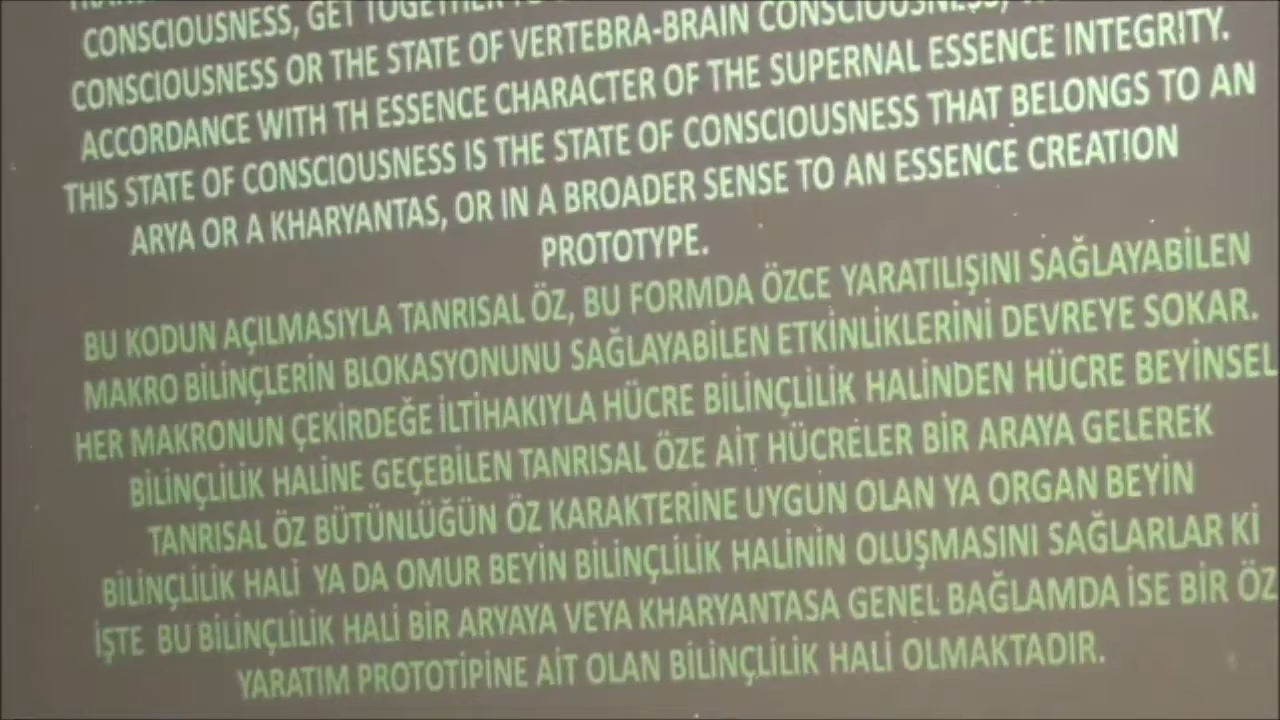 CONSCIOUSNESS, GET TOGETHER
CONSCIOUSNESS OR THE STATE OF VERTEBRA-BRAIN CONSCIOUSNESS,
ACCORDANCE WITH TH ESSENCE CHARACTER OF THE SUPERNAL ESSENCE INTEGRITY.
THIS STATE OF CONSCIOUSNESS IS THE STATE OF CONSCIOUSNESS THAT BELONGS TO AN
ARYA OR A KHARYANTAS, OR IN A BROADER SENSE TO AN ESSENCE CREATION
PROTOTYPE.
BU KODUN AÇILMASIYLA TANRISAL ÖZ, BU FORMDA ÖZCE YARATILIŞINI SAĞLAYABİLEN
MAKRO BİLİNÇLERİN BLOKASYONUNU SAĞLAYABİLEN ETKİNLİKLERİNİ DEVREYE SOKAR.
HER MAKRONUN ÇEKİRDEĞE İLTİHAKIYLA HÜCRE BİLİNÇLİLİK HALİNDEN HÜCRE BEYİNSEL
BİLİNÇLİLİK HALİNE GEÇEBİLEN TANRISAL ÖZE AİT HÜCRELER BİR ARAYA GELEREK
TANRISAL ÖZ BÜTÜNLÜĞÜN ÖZ KARAKTERİNE UYGUN OLAN YA ORGAN BEYİN
BİLİNÇLİLİK HALİ YA DA OMUR BEYİN BİLİNÇLİLİK HALİNİN OLUŞMASINI SAĞLARLAR Kİ
İŞTE BU BİLİNÇLİLİK HALİ BİR ARYAYA VEYA KHARYANTASA GENEL BAĞLAMDA İSE BİR ÖZ
YARATIM PROTOTİPİNE AİT OLAN BİLİNÇLİLİK HALİ OLMAKTADIR.